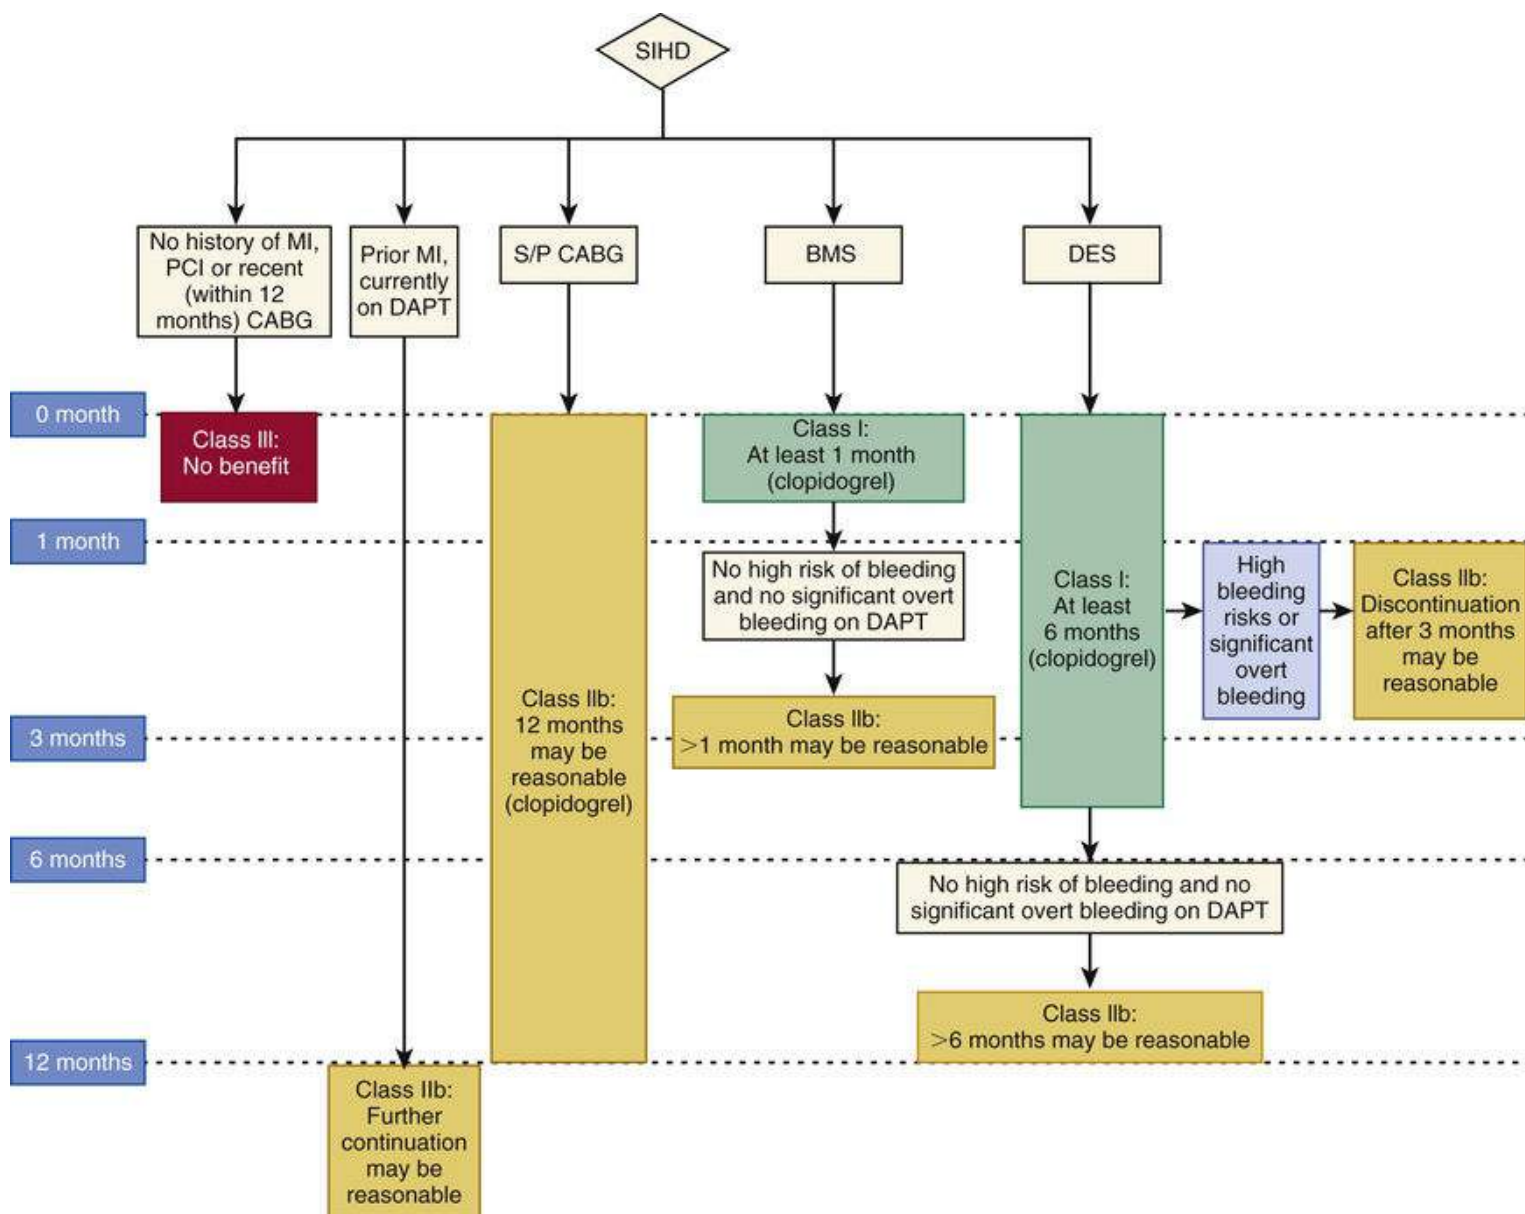 SIHD
No history of MI,
PCI or recent
(within 12
months) CABG
Prior MI,
currently
on DAPT
S/P CABG
BMS
DES
0 month
Class III:
No benefit
Class I:
At least 1 month
(clopidogrel)
1 month
No high risk of bleeding
and no significant overt
bleeding on DAPT
Class I:
At least
6 months
(clopidogrel)
High
bleeding
risks or
significant
overt
bleeding
Class IIb:
Discontinuation
after 3 months
may be
reasonable
Class IIb:
12 months
may be
reasonable
(clopidogrel)
Class IIb:
>1 month may be reasonable
3 months
6 months
No high risk of bleeding and no
significant overt bleeding on DAPT
Class IIb:
>6 months may be reasonable
12 months
Class IIb:
Further
continuation
may be
reasonable